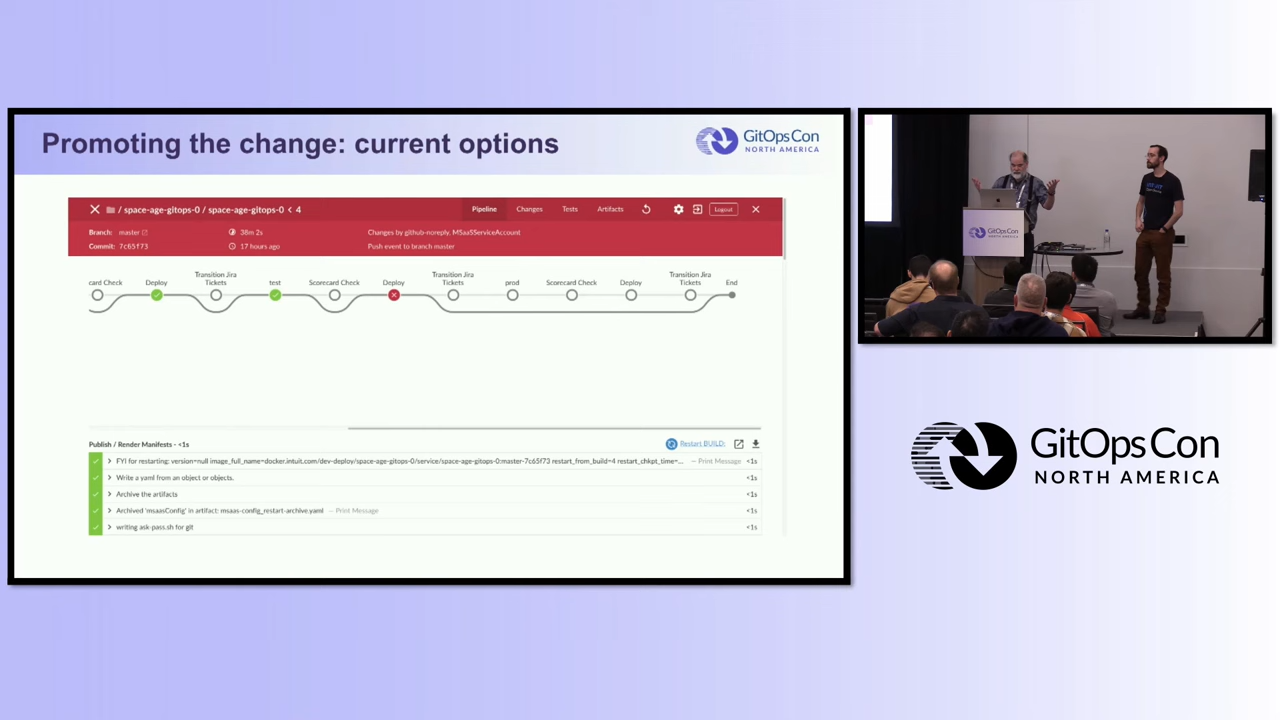 Promoting the change: current options
GitOpsCon
NORTH AMERICA
/ space-age-gitops-0 / space-age-gitops-0 < 4
Pipeline
Changes
Tests
Artifacts
Logout
Branch: master
38m 2s
Changes by github-noreply, MSaaSServiceAccount
Commit: 7c65f73
17 hours ago
Push event to branch master
card Check
Deploy
Transition Jira
Tickets
test
Scorecard Check
Deploy
Transition Jira
Tickets
prod
Scorecard Check
Deploy
Transition Jira
Tickets
End
Publish / Render Manifests - <1s
Restart BUILD:
FYI for restarting: version=null image_full_name=docker.intuit.com/dev-deploy/space-age-gitops-0/service/space-age-gitops-0:master-7c65f73 restart_from_build=4 restart_chkpt_time=... — Print Message <1s
Write a yaml from an object or objects. <1s
Archive the artifacts <1s
Archived 'msaasConfig' in artifact: msaas-config_restart-archive.yaml — Print Message <1s
writing ask-pass.sh for git <1s
GitOpsCon
GitOpsCon
NORTH AMERICA